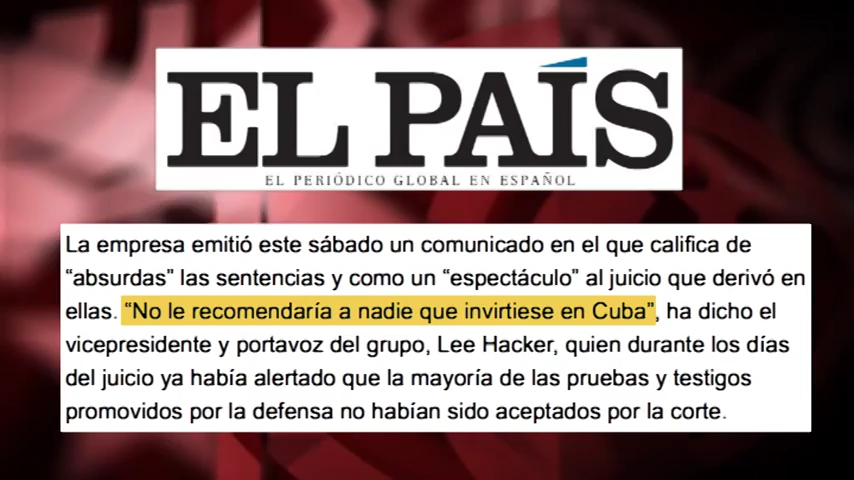 EL PAÍS
EL PERIÓDICO GLOBAL EN ESPAÑOL
La empresa emitió este sábado un comunicado en el que califica de
“absurdas” las sentencias y como un “espectáculo” al juicio que derivó en
ellas. “No le recomendaría a nadie que invirtiese en Cuba”, ha dicho el
vicepresidente y portavoz del grupo, Lee Hacker, quien durante los días
del juicio ya había alertado que la mayoría de las pruebas y testigos
promovidos por la defensa no habían sido aceptados por la corte.